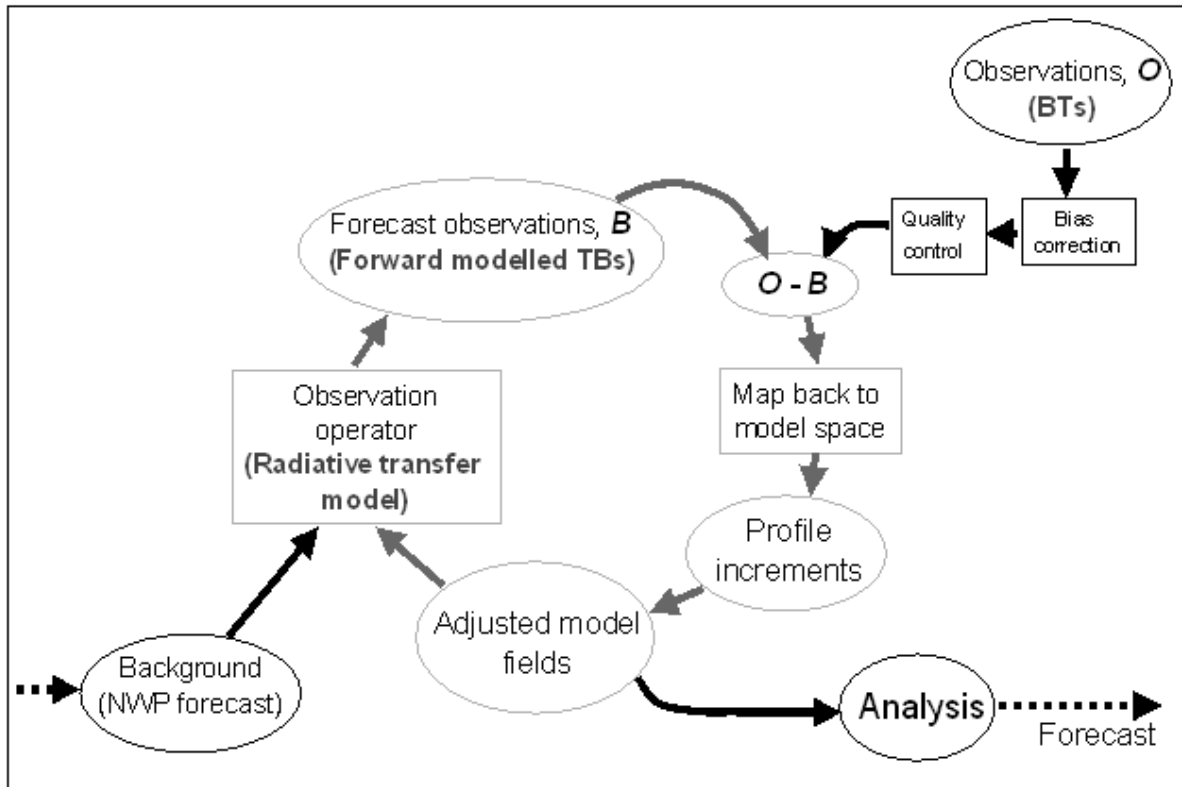 Observations, O
(BTs)
Forecast observations, B
(Forward modelled TBs)
Quality
control
Bias
correction
O - B
Observation
operator
(Radiative transfer
model)
Map back to
model space
Profile
increments
Adjusted model
fields
Background
(NWP forecast)
Analysis
Forecast